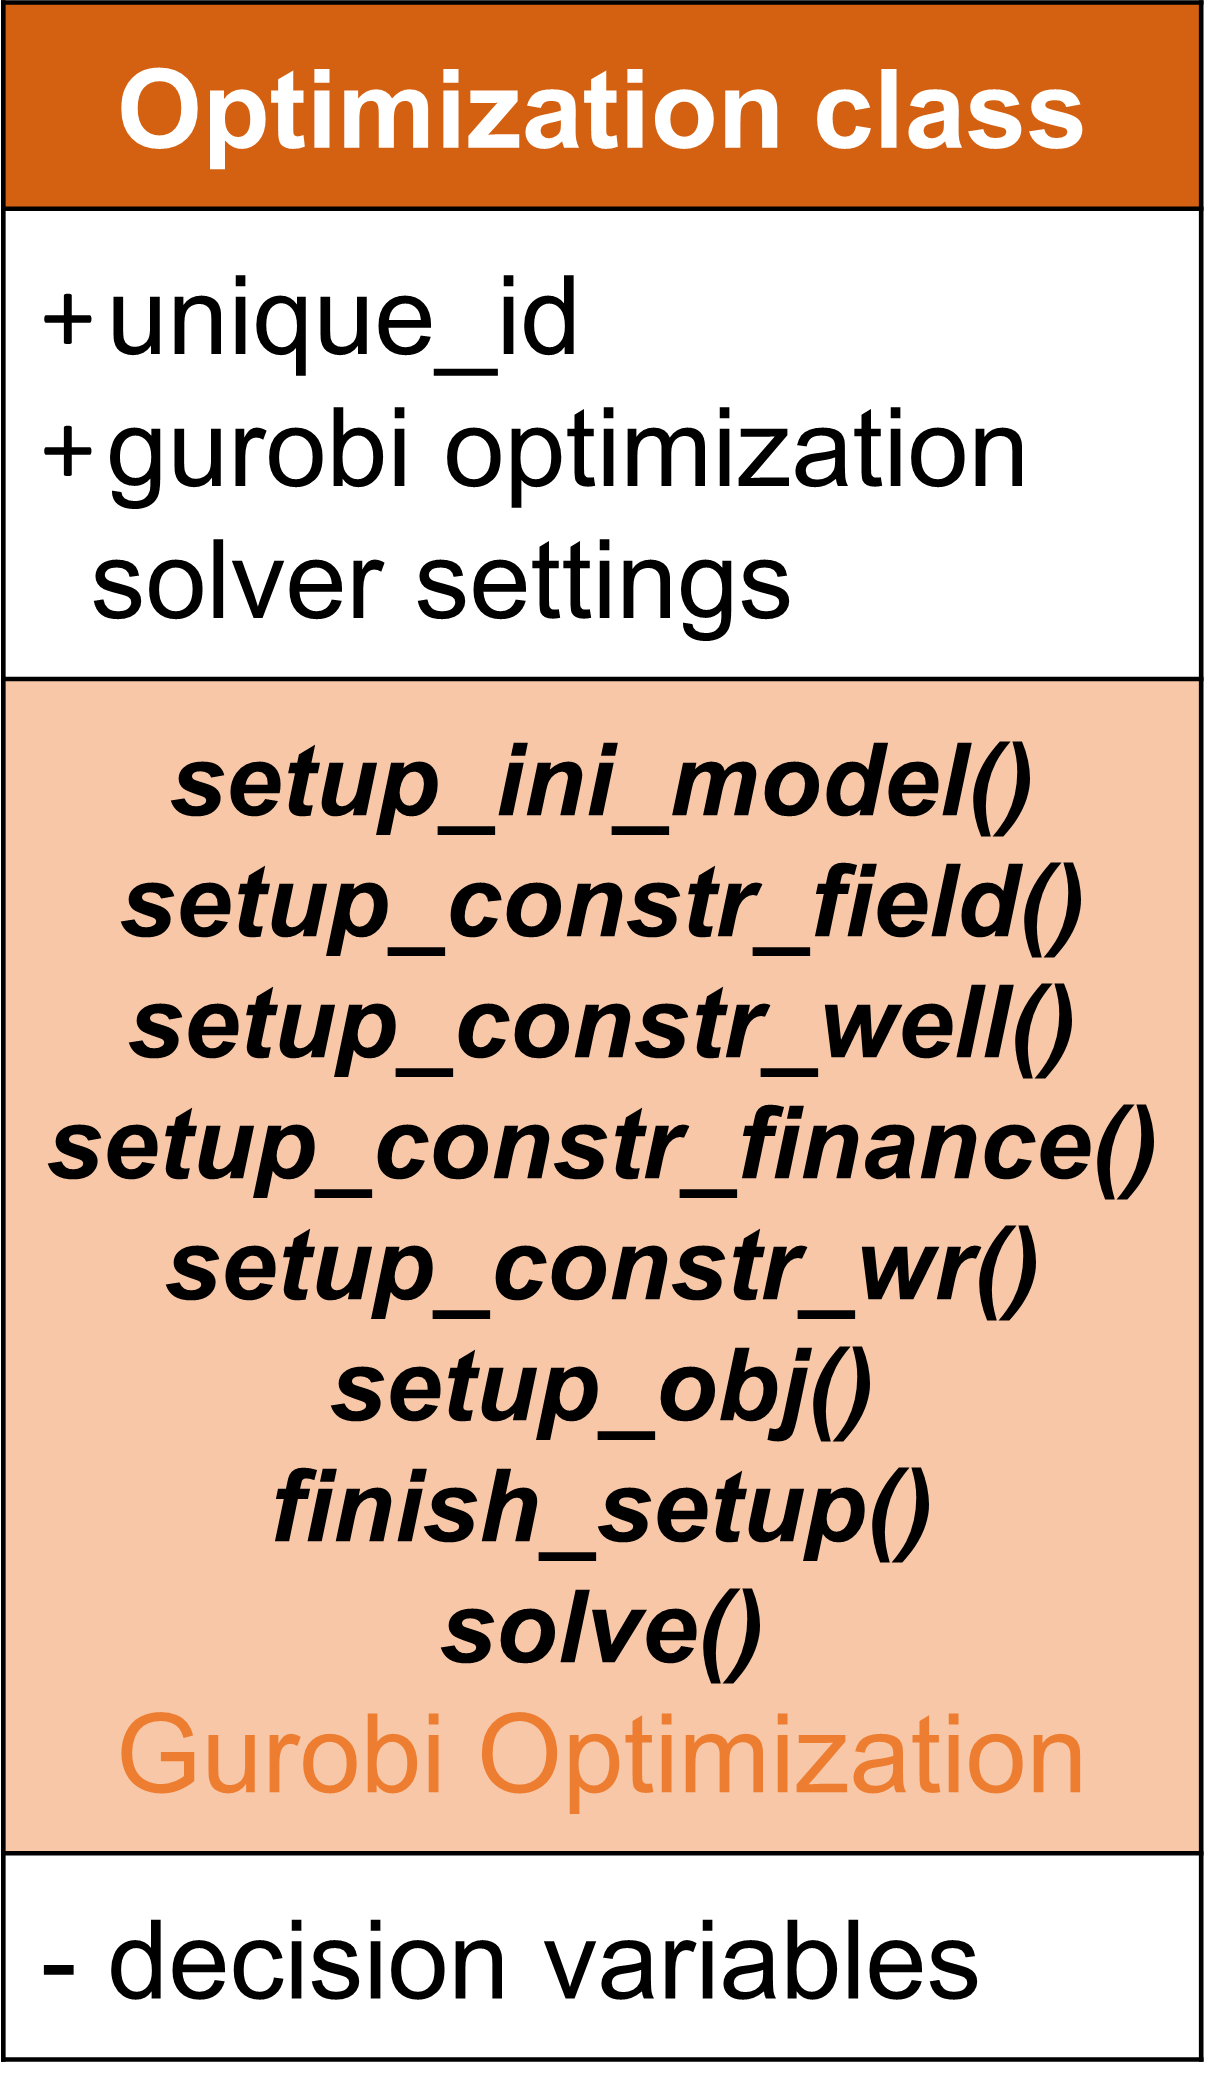 Optimization class
+ unique_id
+ gurobi optimization
solver settings
setup_ini_model()
setup_constr_field()
setup_constr_well()
setup_constr_finance()
setup_constr_wr()
setup_obj()
finish_setup()
solve()
Gurobi Optimization
- decision variables